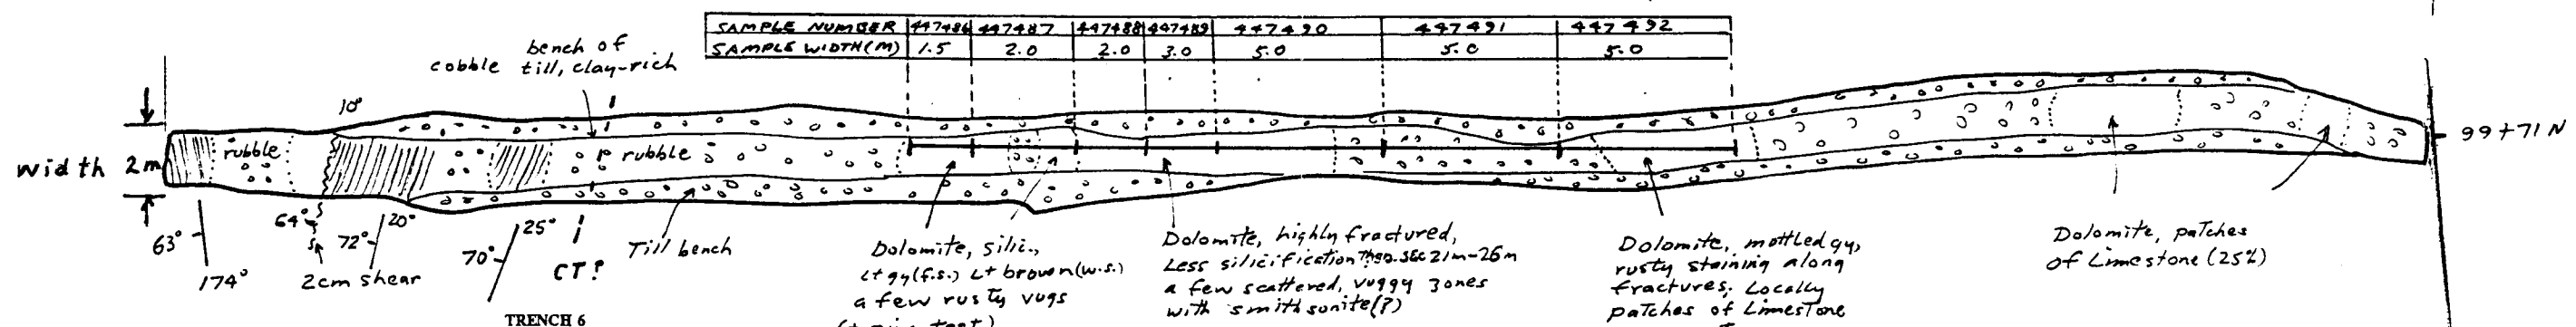 SAMPLE NUMBER 447486 447487 447488 447489 447490 447491 447492
SAMPLE WIDTH(M) 1.5 2.0 2.0 3.0 5.0 5.0 5.0
bench of
cobble till, clay-rich
10°
width 2m
rubble
rubble
99+71 N
63°
174°
64°
2cm shear
72°
20°
70°
25°
CT?
Till bench
Dolomite, silic.,
Lt gy(f.s.) Lt brown(w.s.)
a few rusty vugs
Dolomite, highly fractured,
Less silicification 21m-26m
a few scattered, vuggy zones
with smithsonite(?)
Dolomite, mottled gy,
rusty staining along
fractures. Locally
patches of Limestone
Dolomite, patches
of Limestone (25%)
TRENCH 6